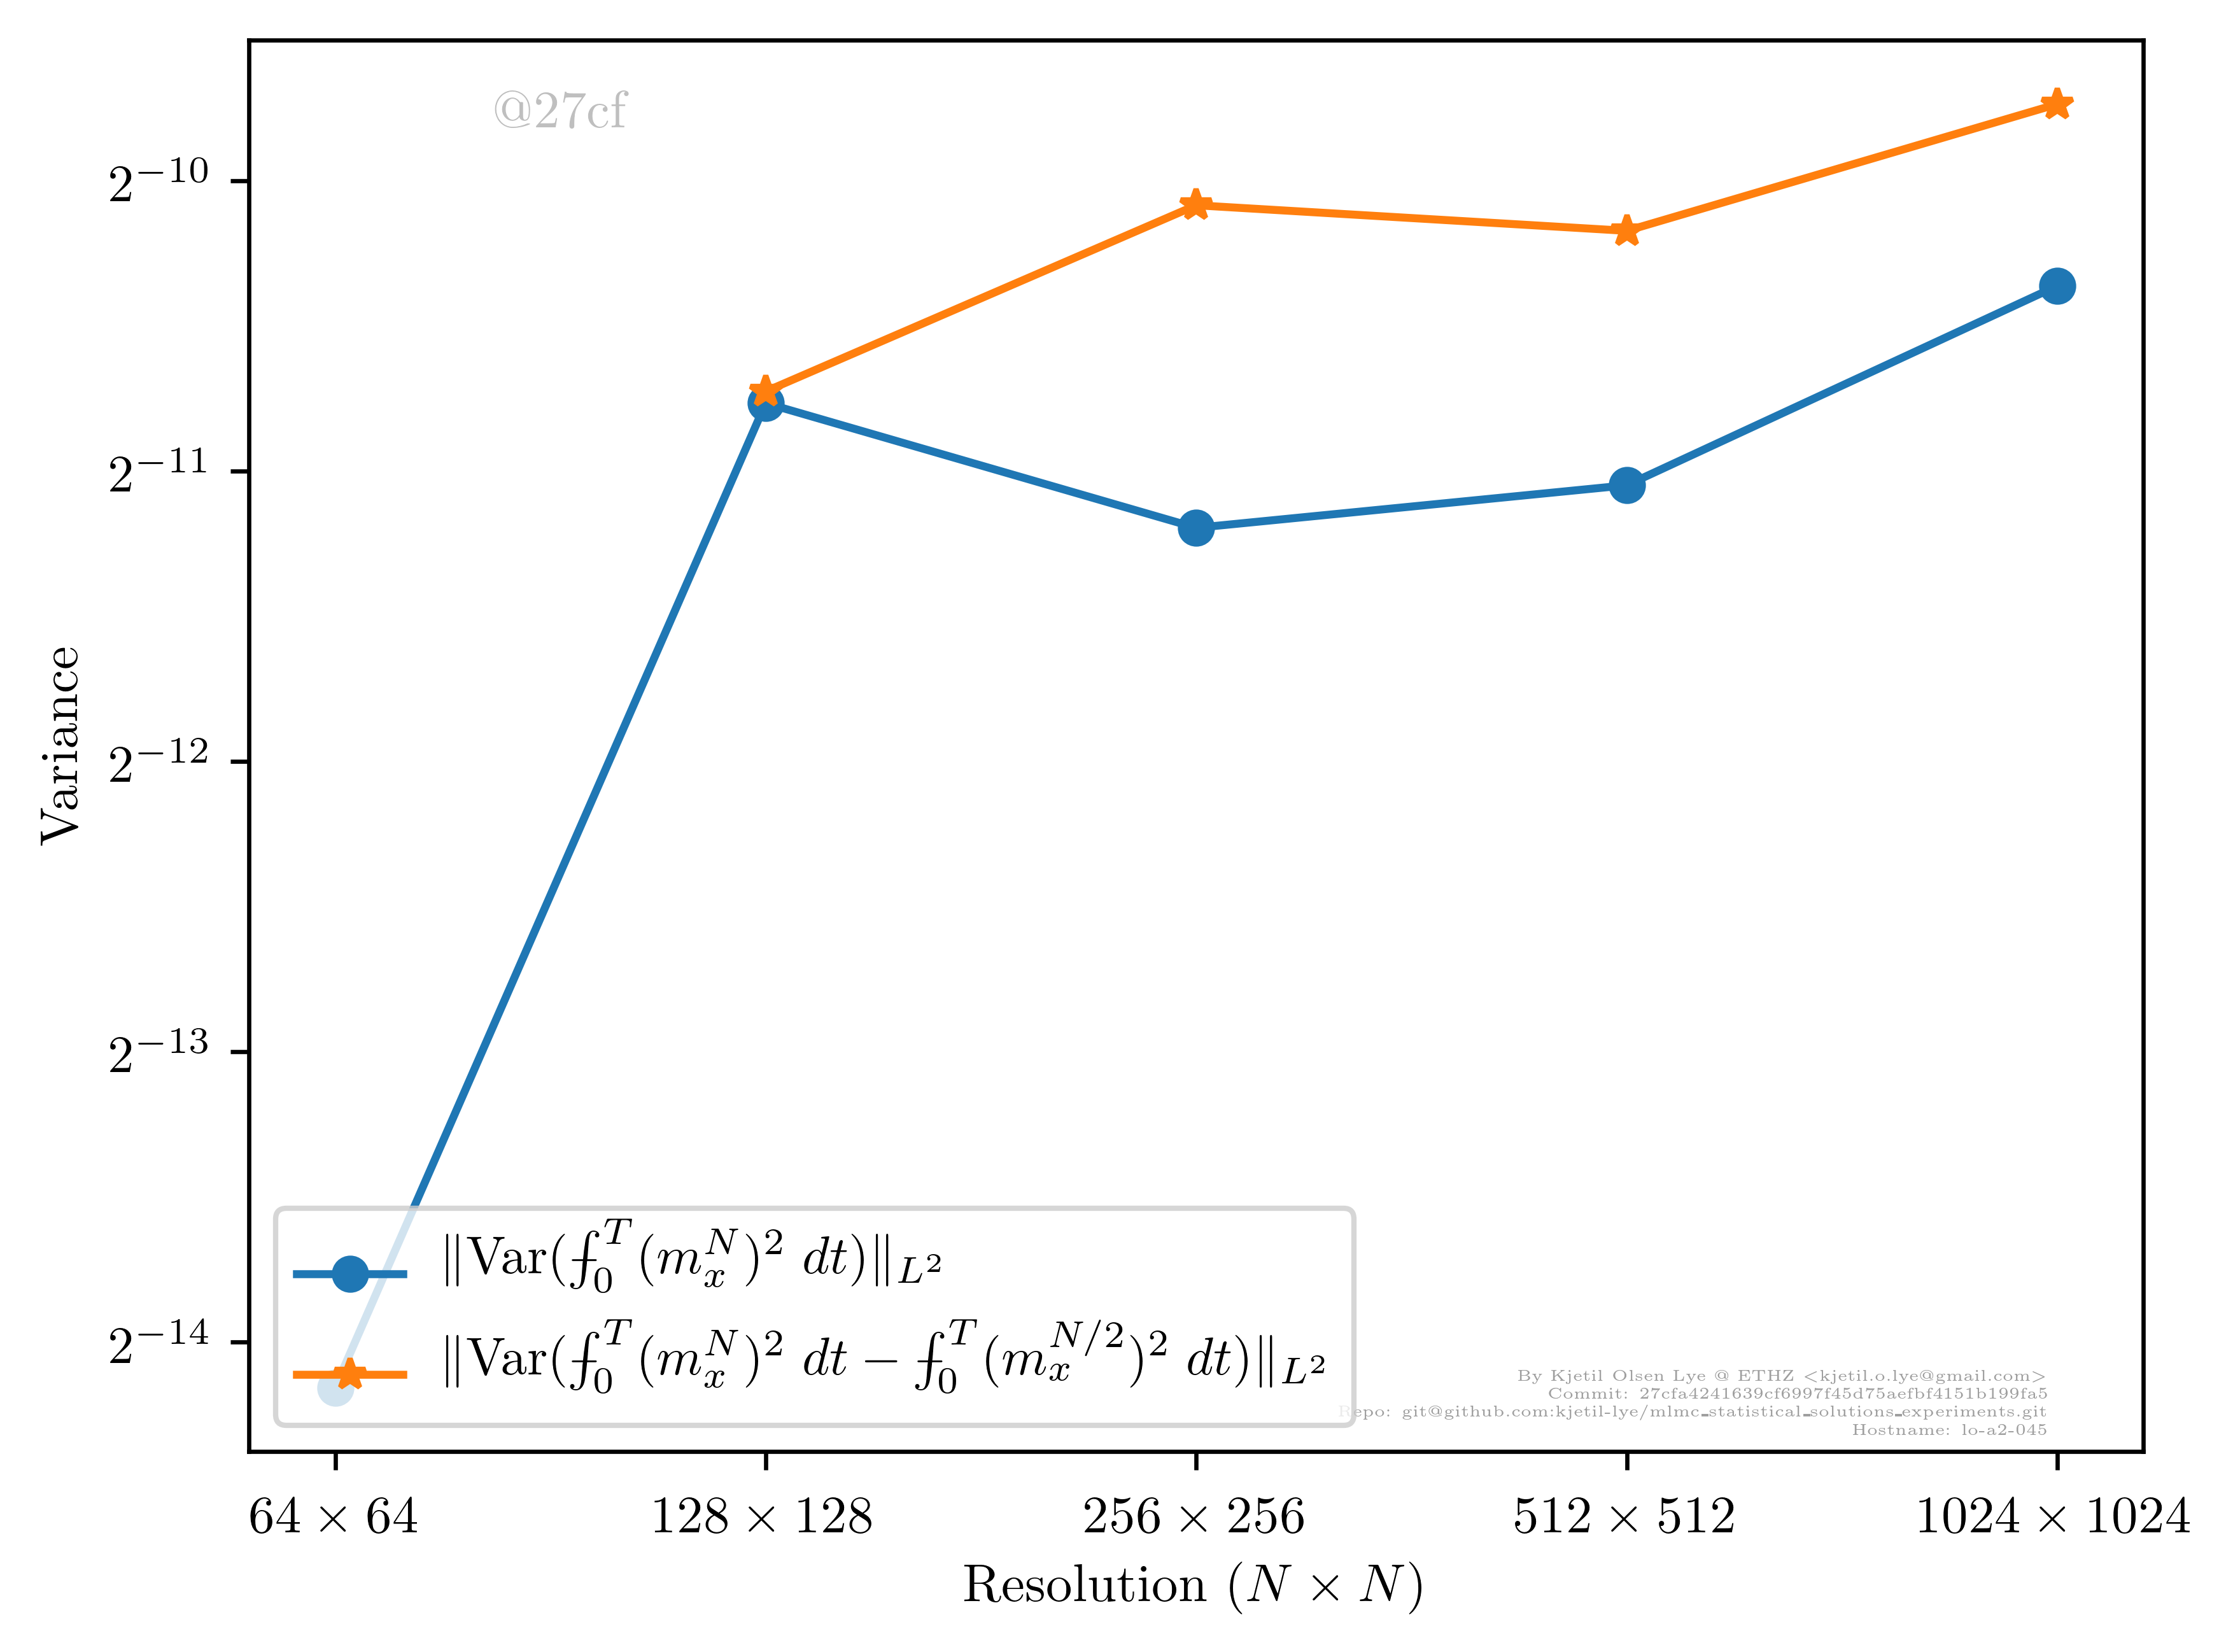 @27cf
2^{-10}
2^{-11}
2^{-12}
2^{-13}
2^{-14}
Variance
‖Var(⨍_0^T (m_x^N)^2 dt)‖_{L^2}
‖Var(⨍_0^T (m_x^N)^2 dt − ⨍_0^T (m_x^{N/2})^2 dt)‖_{L^2}
By Kjetil Olsen Lye @ ETHZ <kjetil.o.lye@gmail.com>
Commit: 27cfa4241639cf6997f45d75aefbf4151b199fa5
Repo: git@github.com:kjetil-lye/mlmc_statistical_solutions_experiments.git
Hostname: lo-a2-045
64 × 64 128 × 128 256 × 256 512 × 512 1024 × 1024
Resolution (N × N)